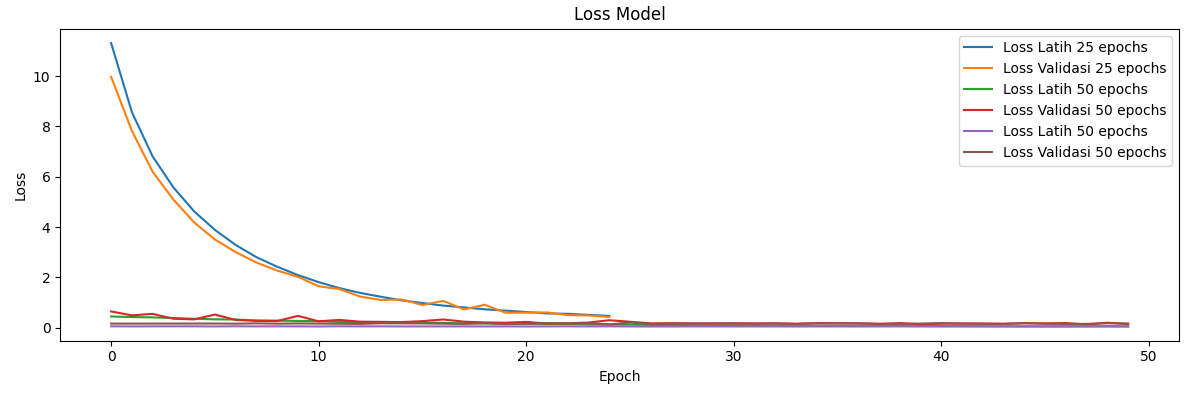 Loss Model
Loss
10
8
6
4
2
0
Loss Latih 25 epochs
Loss Validasi 25 epochs
Loss Latih 50 epochs
Loss Validasi 50 epochs
Loss Latih 50 epochs
Loss Validasi 50 epochs
0 10 20 30 40 50
Epoch